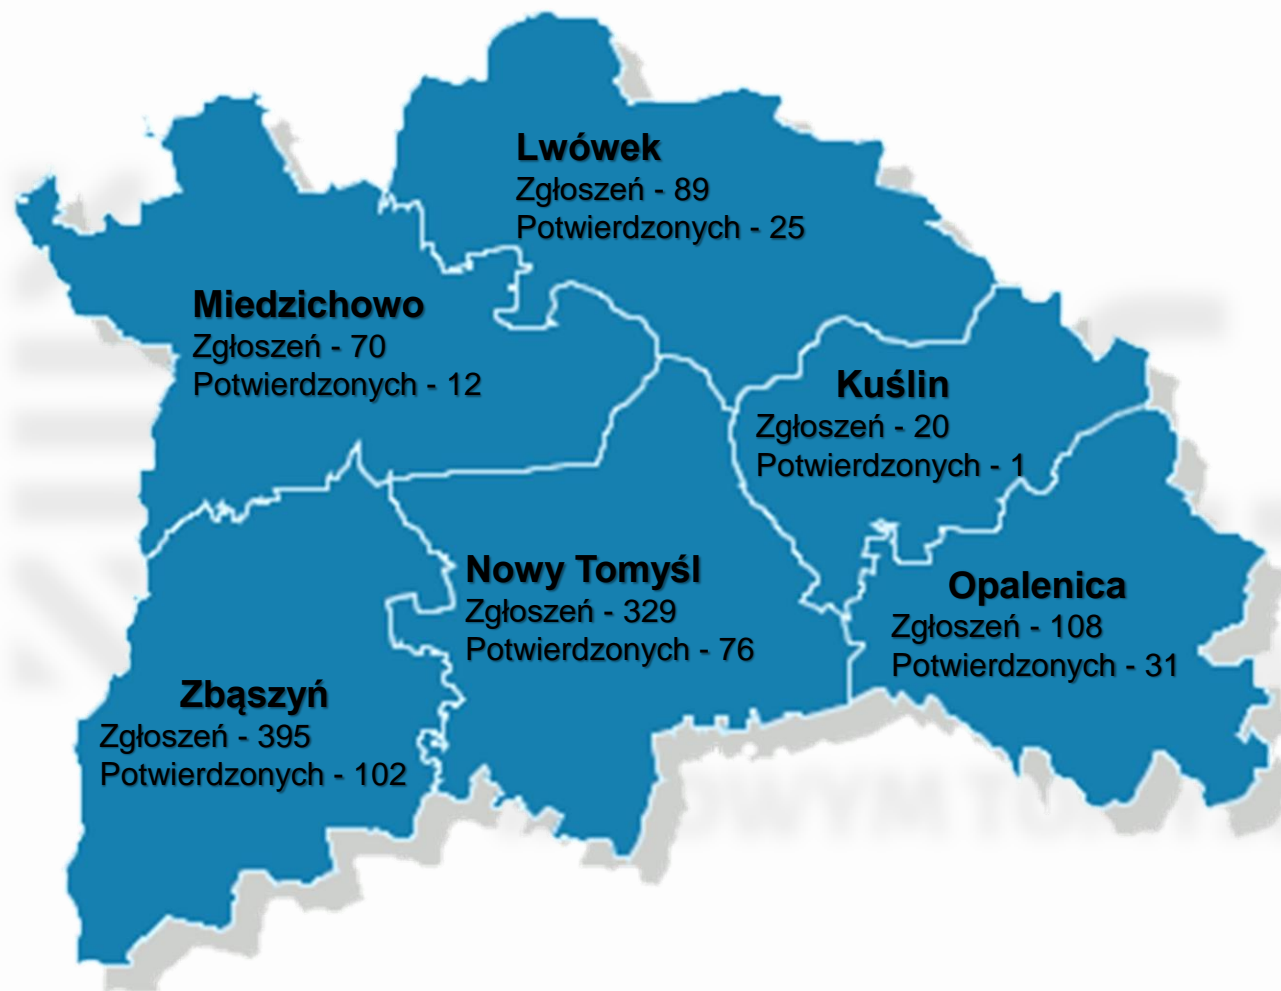 Lwówek
Zgłoszeń - 89
Potwierdzonych - 25
Miedzichowo
Zgłoszeń - 70
Potwierdzonych - 12
Kuślin
Zgłoszeń - 20
Potwierdzonych - 1
Nowy Tomyśl
Zgłoszeń - 329
Potwierdzonych - 76
Opalenica
Zgłoszeń - 108
Potwierdzonych - 31
Zbąszyń
Zgłoszeń - 395
Potwierdzonych - 102